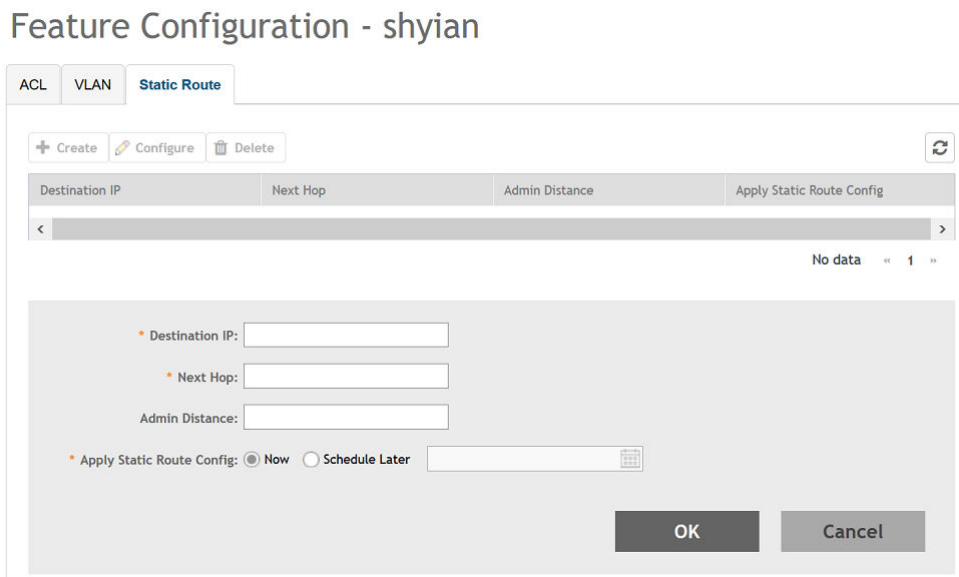 Feature Configuration - shyian
ACL VLAN Static Route
Create Configure Delete
Destination IP Next Hop Admin Distance Apply Static Route Config
< >
No data « 1 »
* Destination IP:
* Next Hop:
Admin Distance:
* Apply Static Route Config: Now Schedule Later
OK Cancel